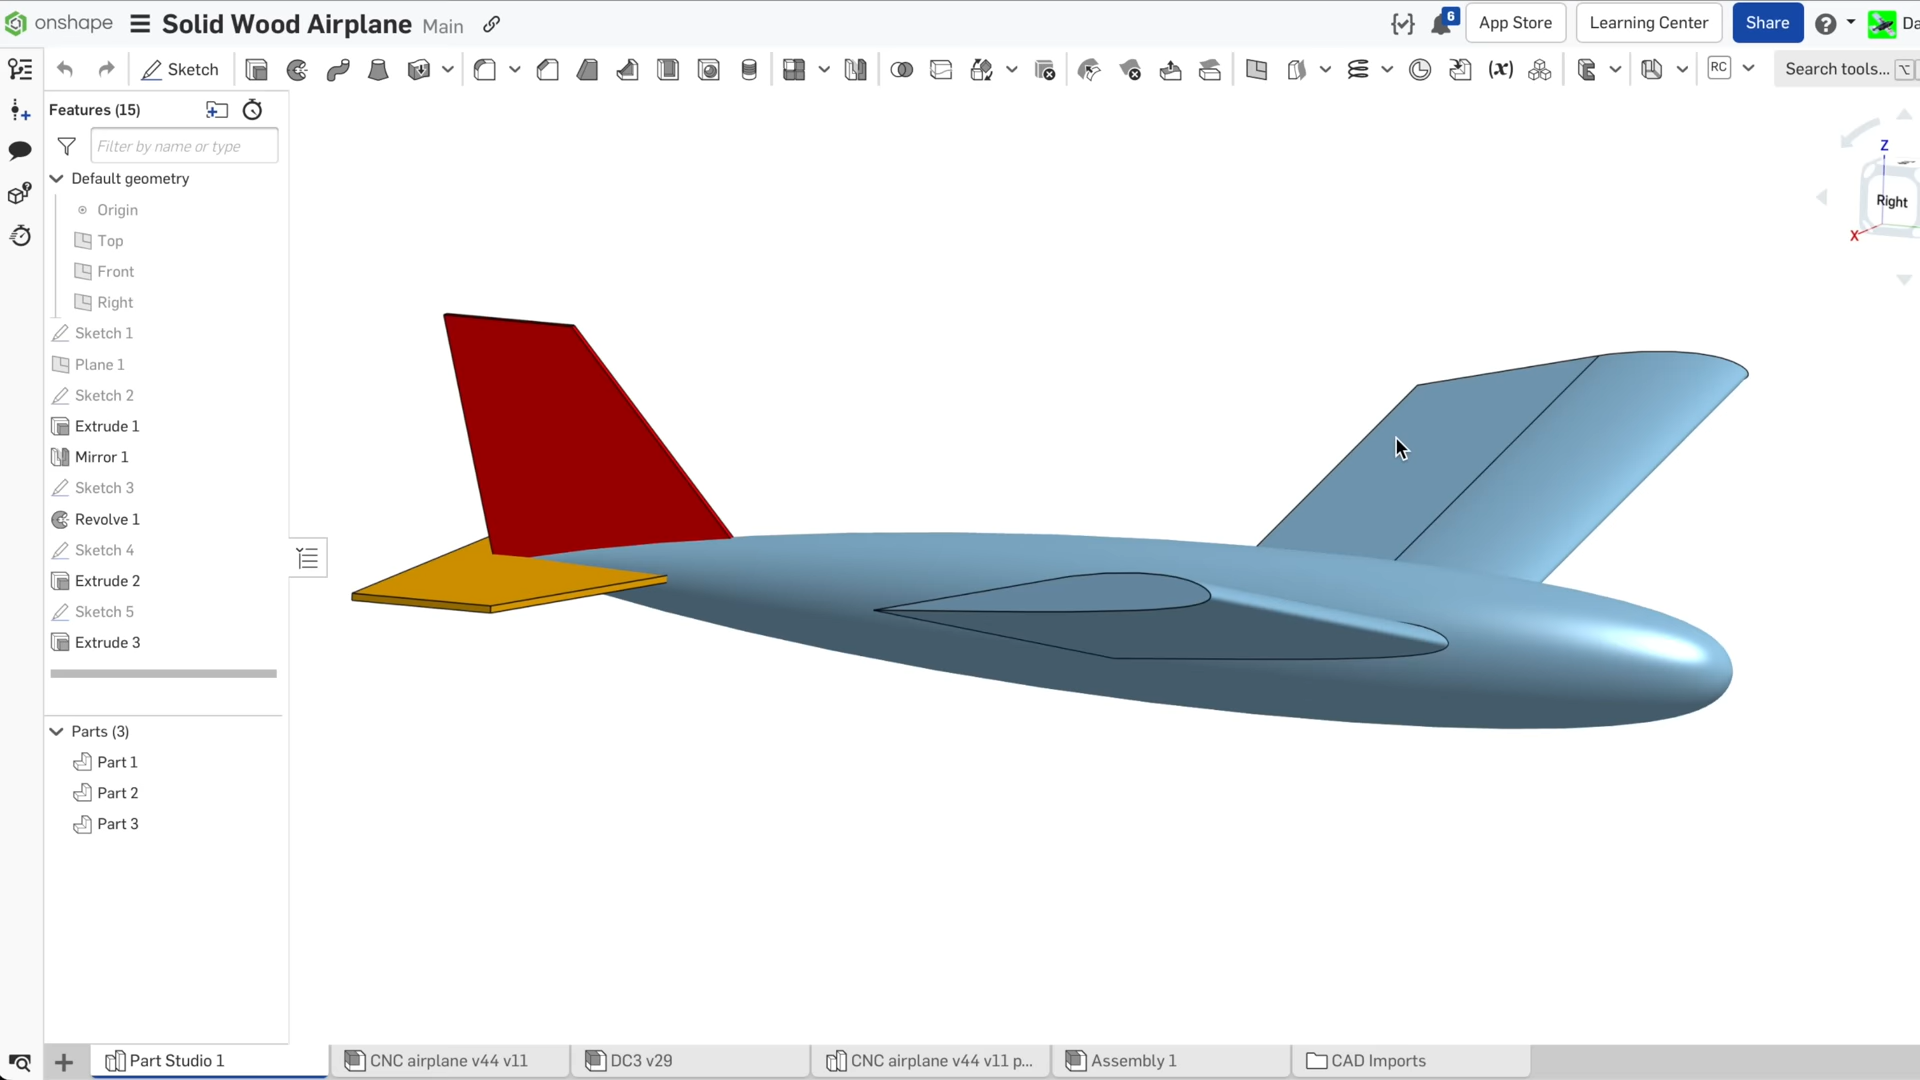 onshape Solid Wood Airplane Main
6 App Store Learning Center Share Da
Sketch (x) RC Search tools...
Features (15)
Filter by name or type
Default geometry
Origin
Top
Front
Right
Sketch 1
Plane 1
Sketch 2
Extrude 1
Mirror 1
Sketch 3
Revolve 1
Sketch 4
Extrude 2
Sketch 5
Extrude 3
Parts (3)
Part 1
Part 2
Part 3
Z
Right
X
Part Studio 1 CNC airplane v44 v11 DC3 v29 CNC airplane v44 v11 p... Assembly 1 CAD Imports